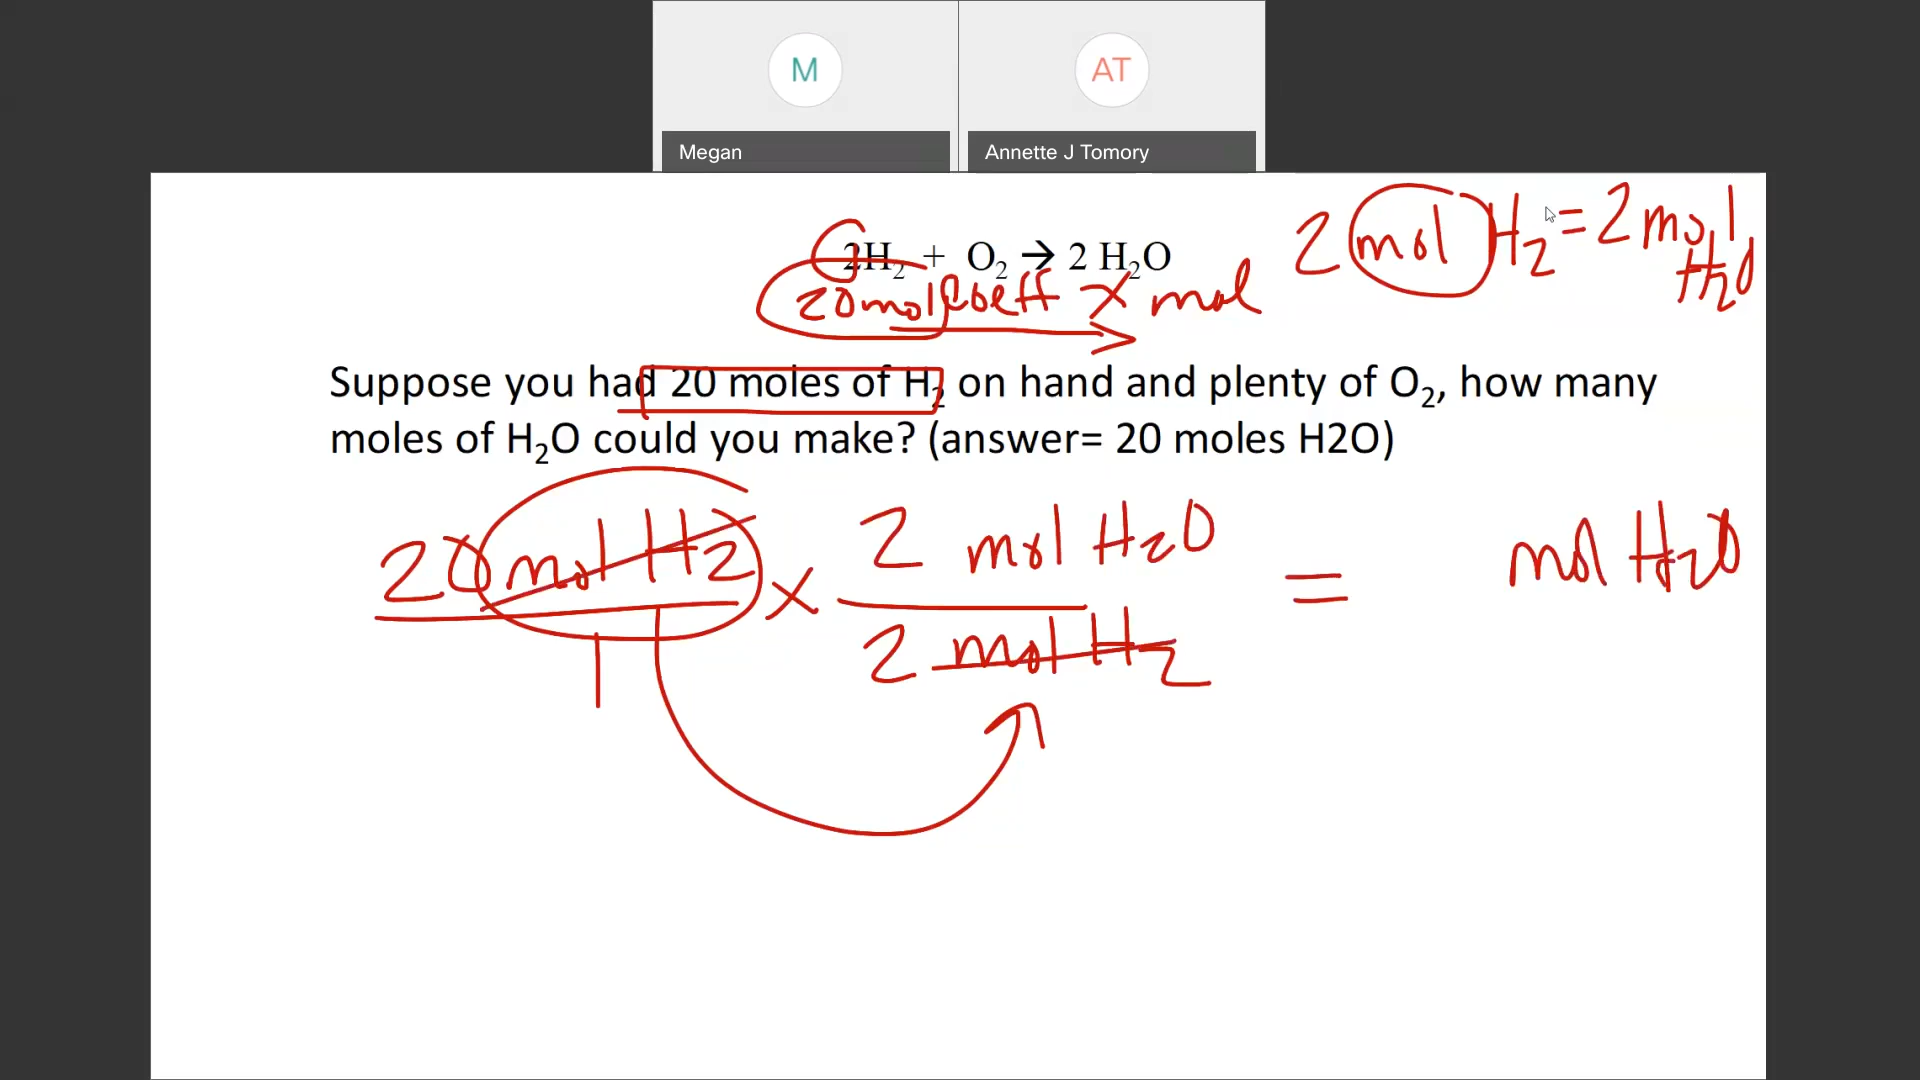 M
AT
Megan
Annette J Tomory
2 mol H₂ = 2 mol H₂O
2H₂ + O₂ → 2 H₂O
20 mol coeff x mol
Suppose you had 20 moles of H₂ on hand and plenty of O₂, how many
moles of H₂O could you make? (answer= 20 moles H2O)
20 mol H₂ x 2 mol H₂O = mol H₂O
1 2 mol H₂